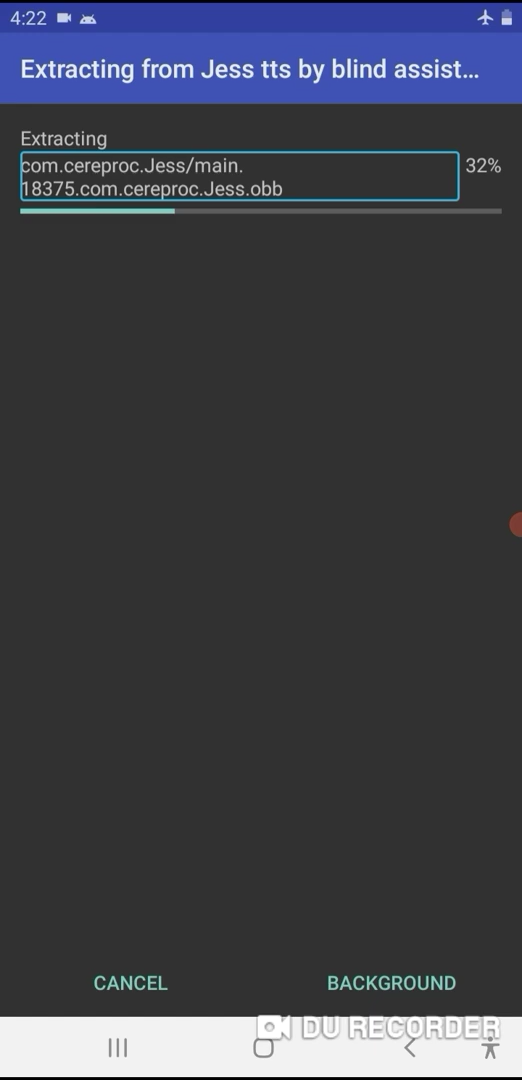 4:22
Extracting from Jess tts by blind assist...
Extracting
com.cereproc.Jess/main.
18375.com.cereproc.Jess.obb
32%
CANCEL
BACKGROUND
DU RECORDER